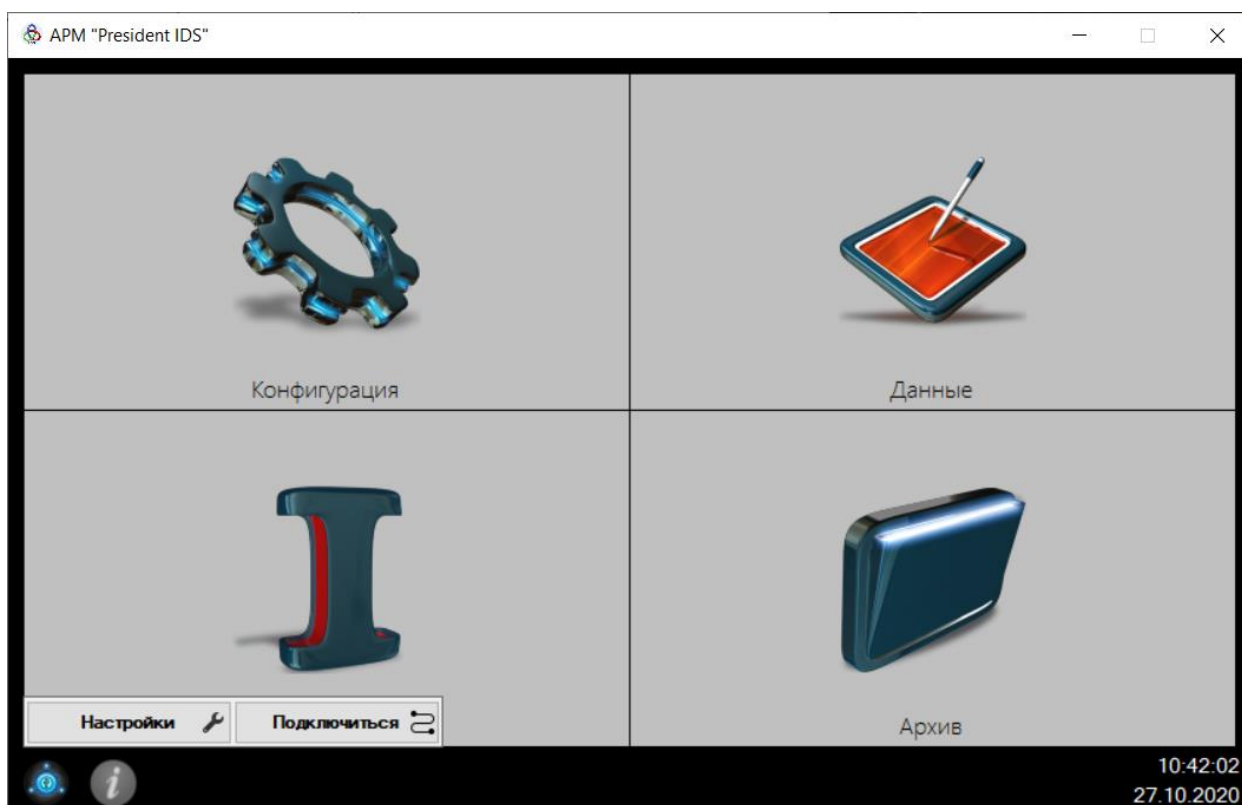 АРМ "President IDS"
Конфигурация
Данные
Настройки
Подключиться
Архив
10:42:02
27.10.2020